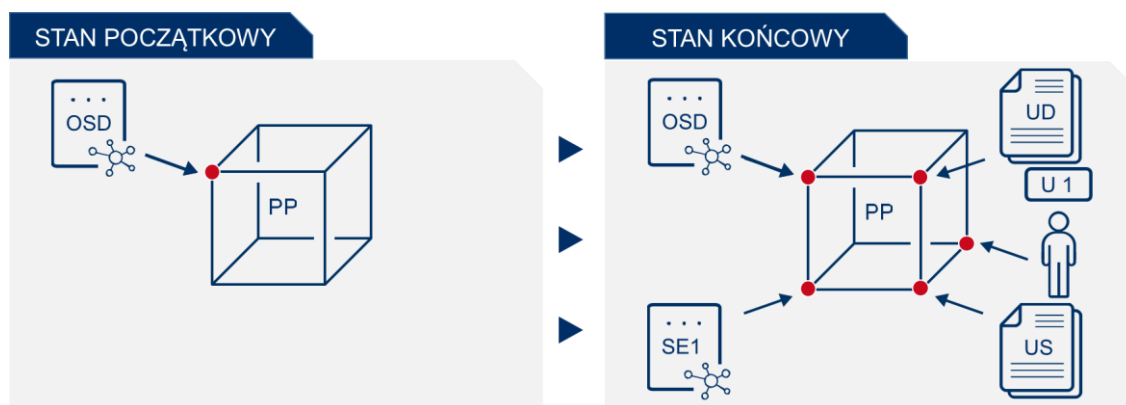 STAN POCZĄTKOWY
OSD
PP
STAN KOŃCOWY
OSD
UD
U 1
PP
SE1
US